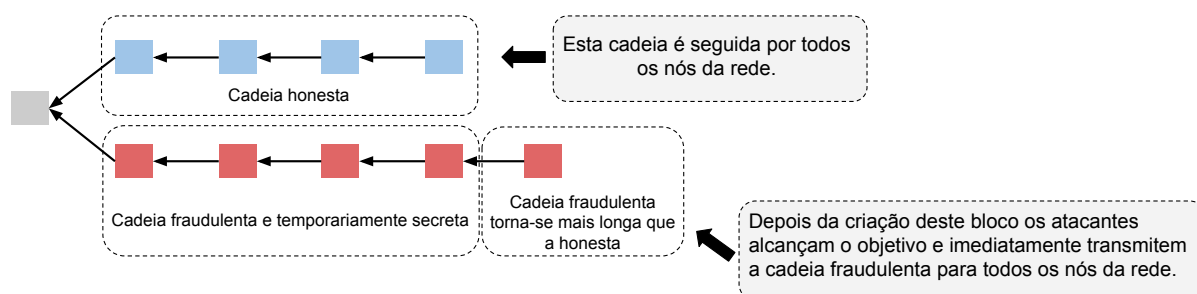 Esta cadeia é seguida por todos
os nós da rede.
Cadeia honesta
Cadeia fraudulenta e temporariamente secreta
Cadeia fraudulenta
torna-se mais longa que
a honesta
Depois da criação deste bloco os atacantes
alcançam o objetivo e imediatamente transmitem
a cadeia fraudulenta para todos os nós da rede.